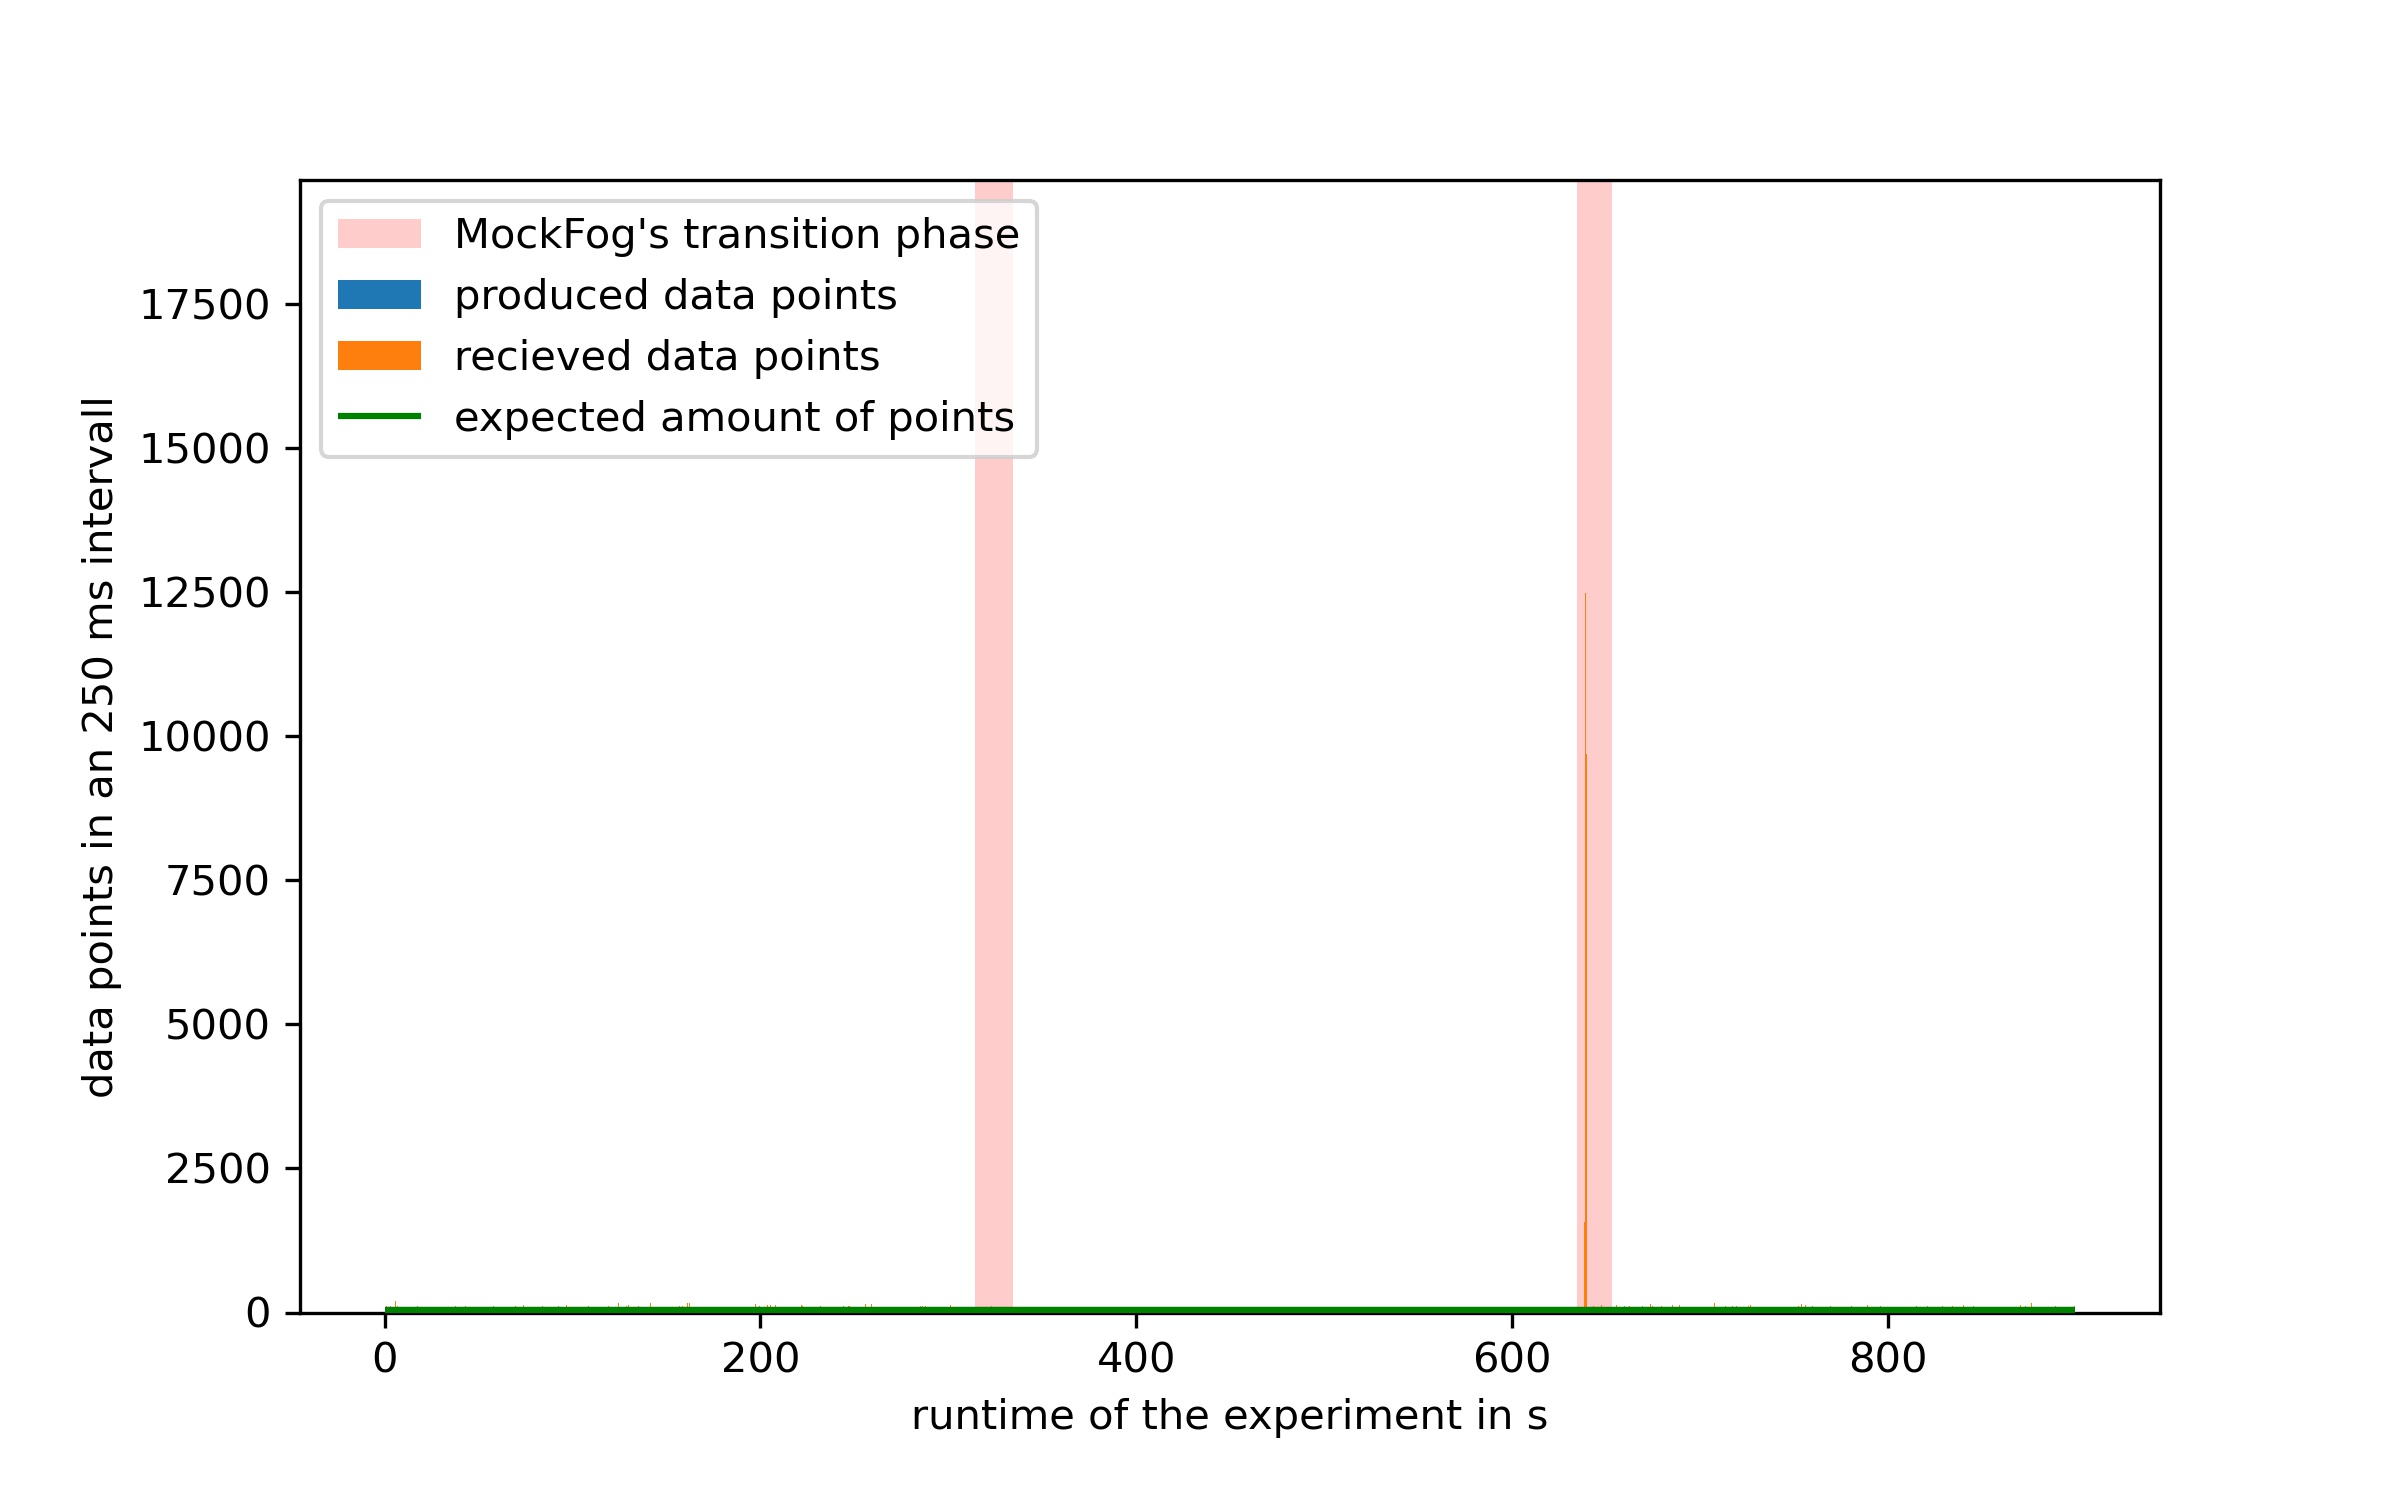 MockFog's transition phase
produced data points
recieved data points
expected amount of points
17500
15000
12500
10000
7500
5000
2500
0
data points in an 250 ms intervall
0 200 400 600 800
runtime of the experiment in s